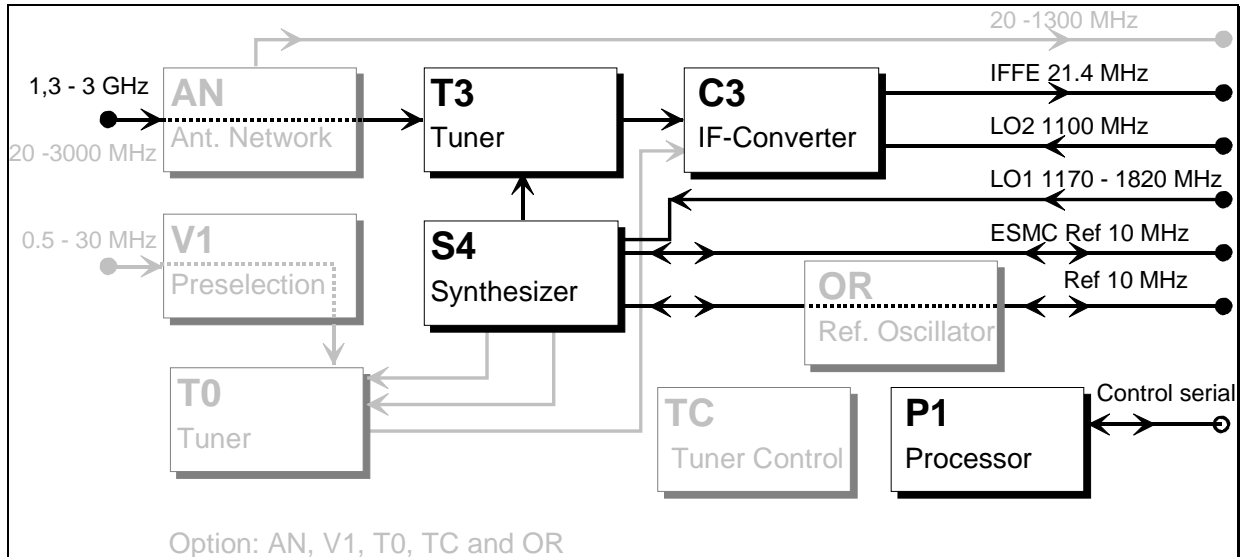 20 -1300 MHz
1,3 - 3 GHz
AN
Ant. Network
20 -3000 MHz
T3
Tuner
C3
IF-Converter
IFFE 21.4 MHz
LO2 1100 MHz
LO1 1170 - 1820 MHz
0.5 - 30 MHz
V1
Preselection
S4
Synthesizer
ESMC Ref 10 MHz
OR
Ref. Oscillator
Ref 10 MHz
T0
Tuner
TC
Tuner Control
P1
Processor
Control serial
Option: AN, V1, T0, TC and OR